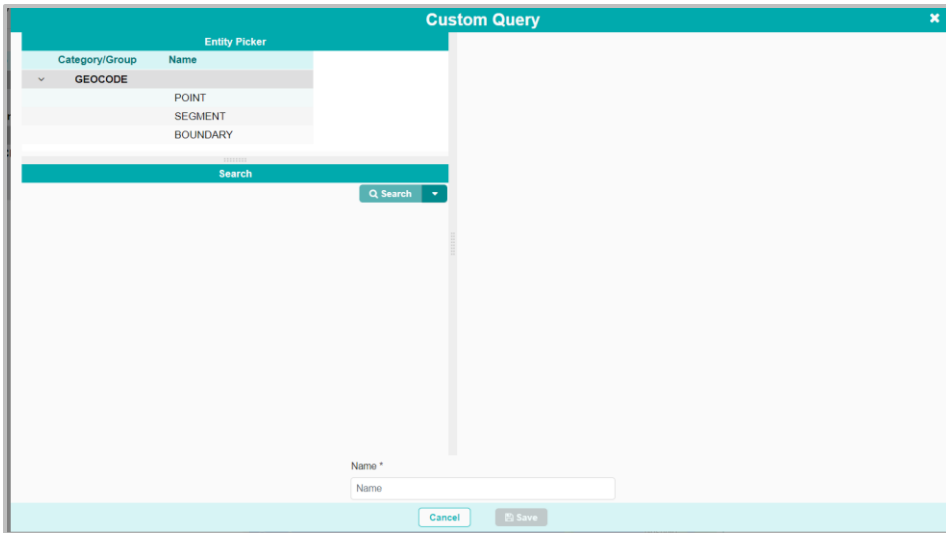 Custom Query
Entity Picker
Category/Group Name
GEOCODE
POINT
SEGMENT
BOUNDARY
Search
Search
Name *
Name
Cancel Save